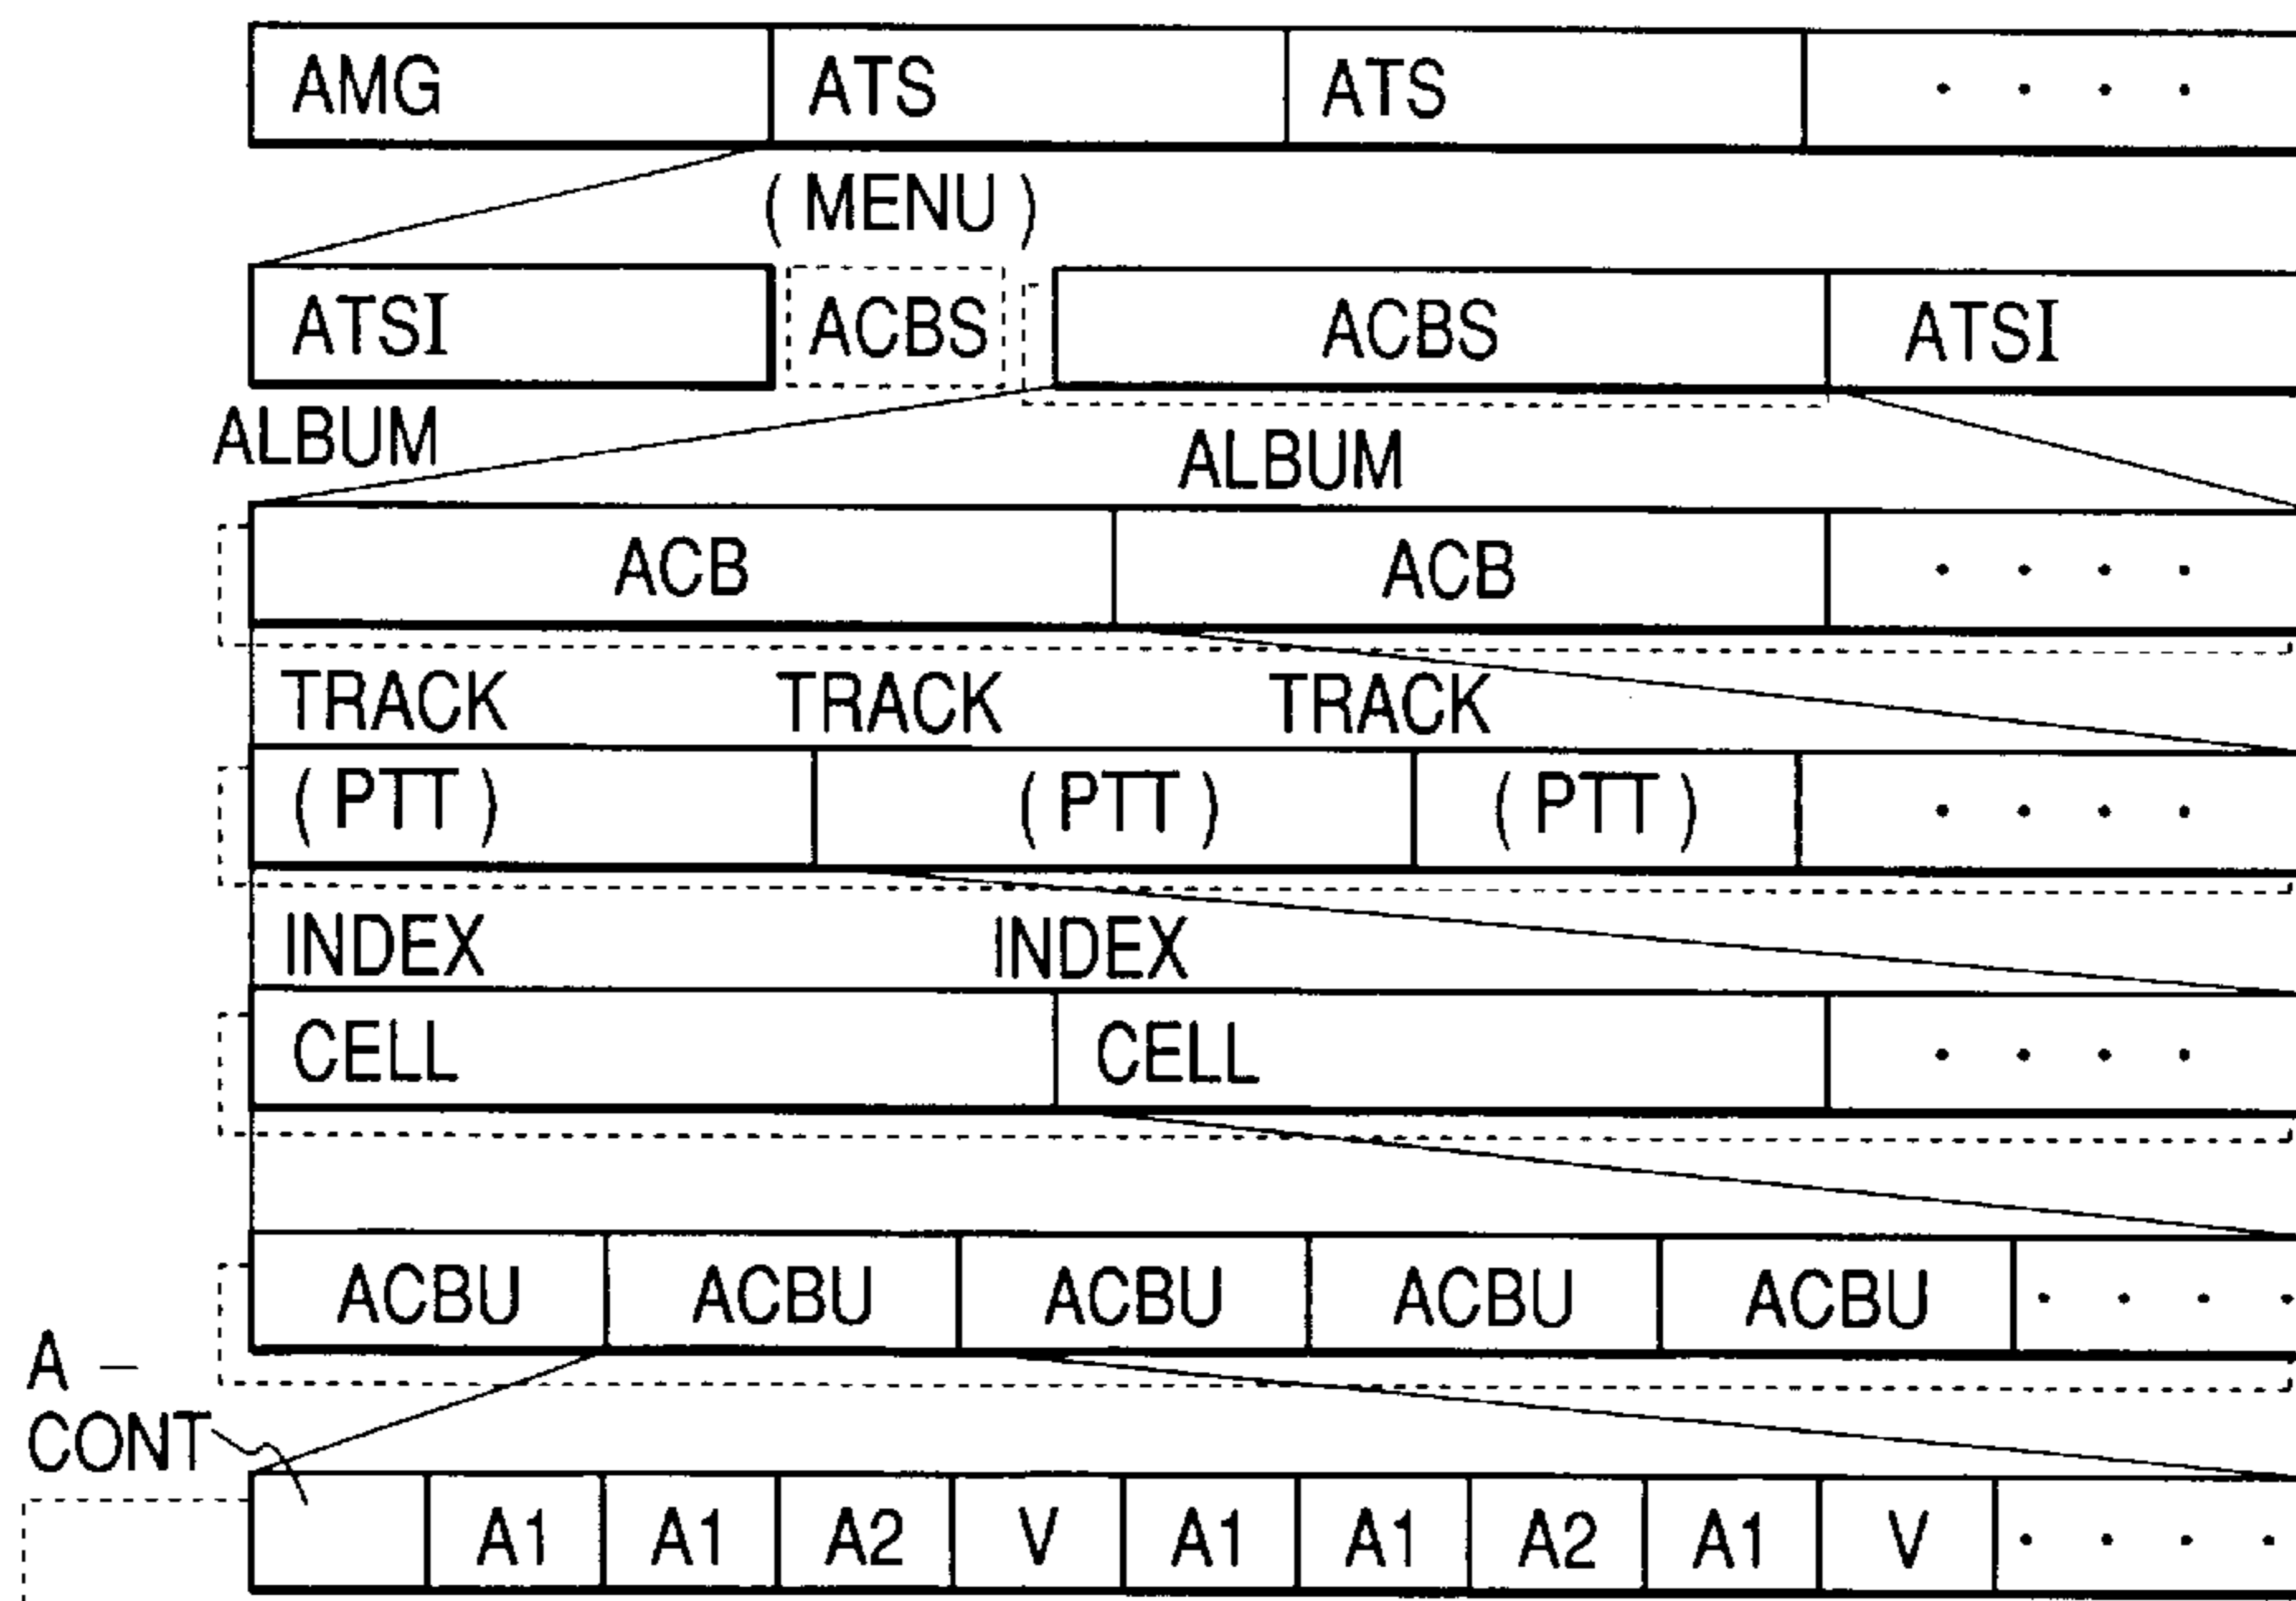 AMG ATS ATS . . . .
( MENU )
ATSI ACBS ACBS ATSI
ALBUM ALBUM
ACB ACB . . . .
TRACK TRACK TRACK
( PTT ) ( PTT ) ( PTT ) . . . .
INDEX INDEX
CELL CELL . . . .
ACBU ACBU ACBU ACBU ACBU . . . .
A –
CONT
A1 A1 A2 V A1 A1 A2 A1 V . . . .